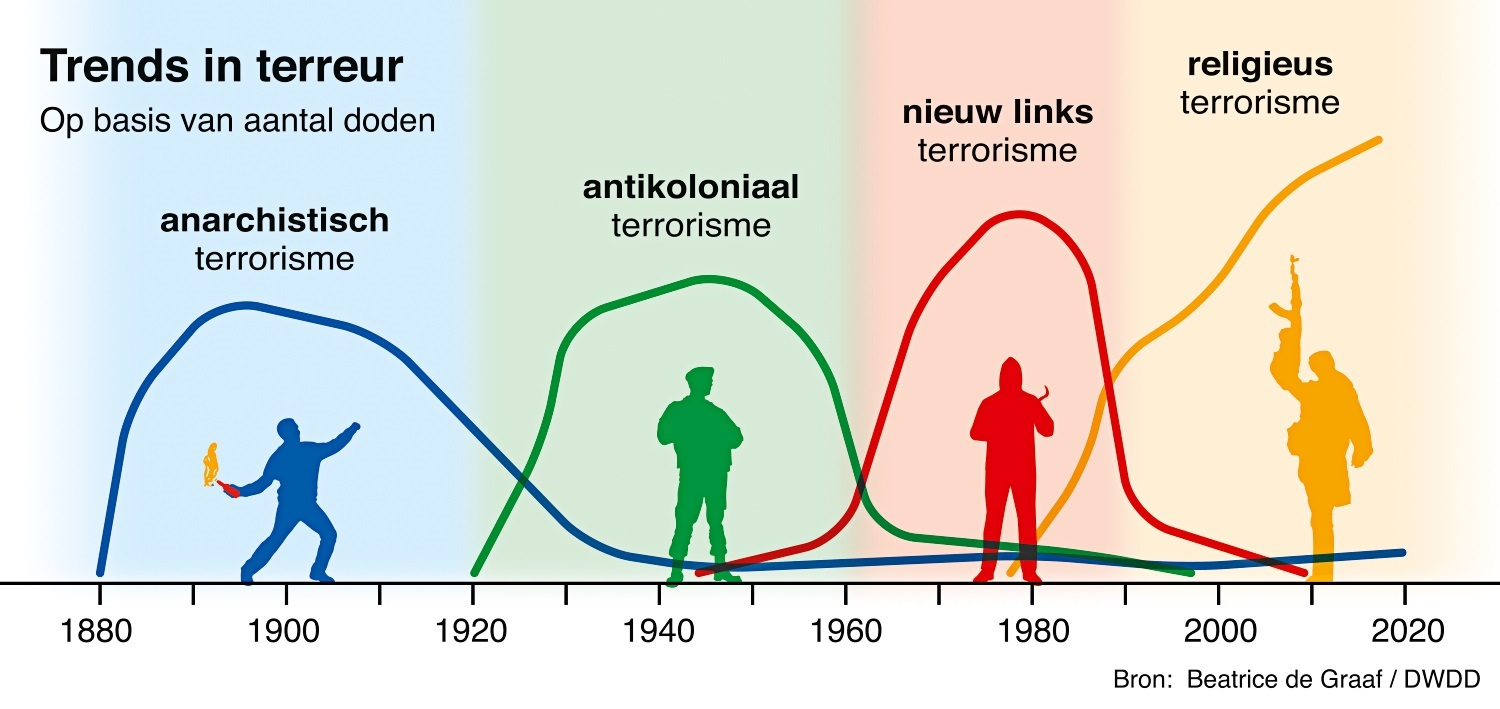 Trends in terreur
Op basis van aantal doden
anarchistisch
terrorisme
antikoloniaal
terrorisme
nieuw links
terrorisme
religieus
terrorisme
1880 1900 1920 1940 1960 1980 2000 2020
Bron: Beatrice de Graaf / DWDD